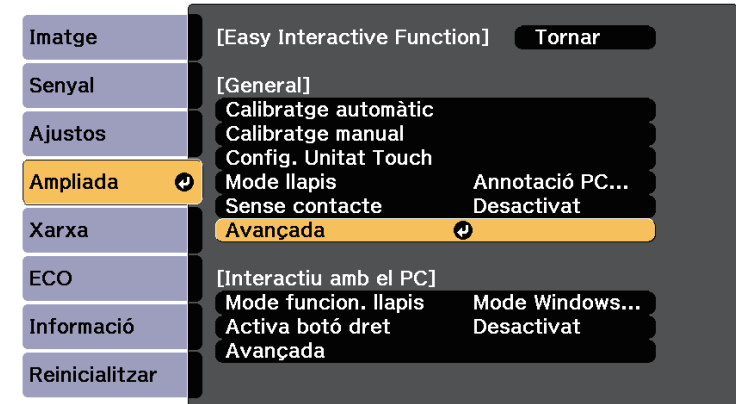 Imatge
Senyal
Ajustos
Ampliada
Xarxa
ECO
Informació
Reinicialitzar
[Easy Interactive Function] Tornar
[General]
Calibratge automàtic
Calibratge manual
Config. Unitat Touch
Mode llapis Annotació PC...
Sense contacte Desactivat
Avançada
[Interactiu amb el PC]
Mode funcion. llapis Mode Windows...
Activa botó dret Desactivat
Avançada